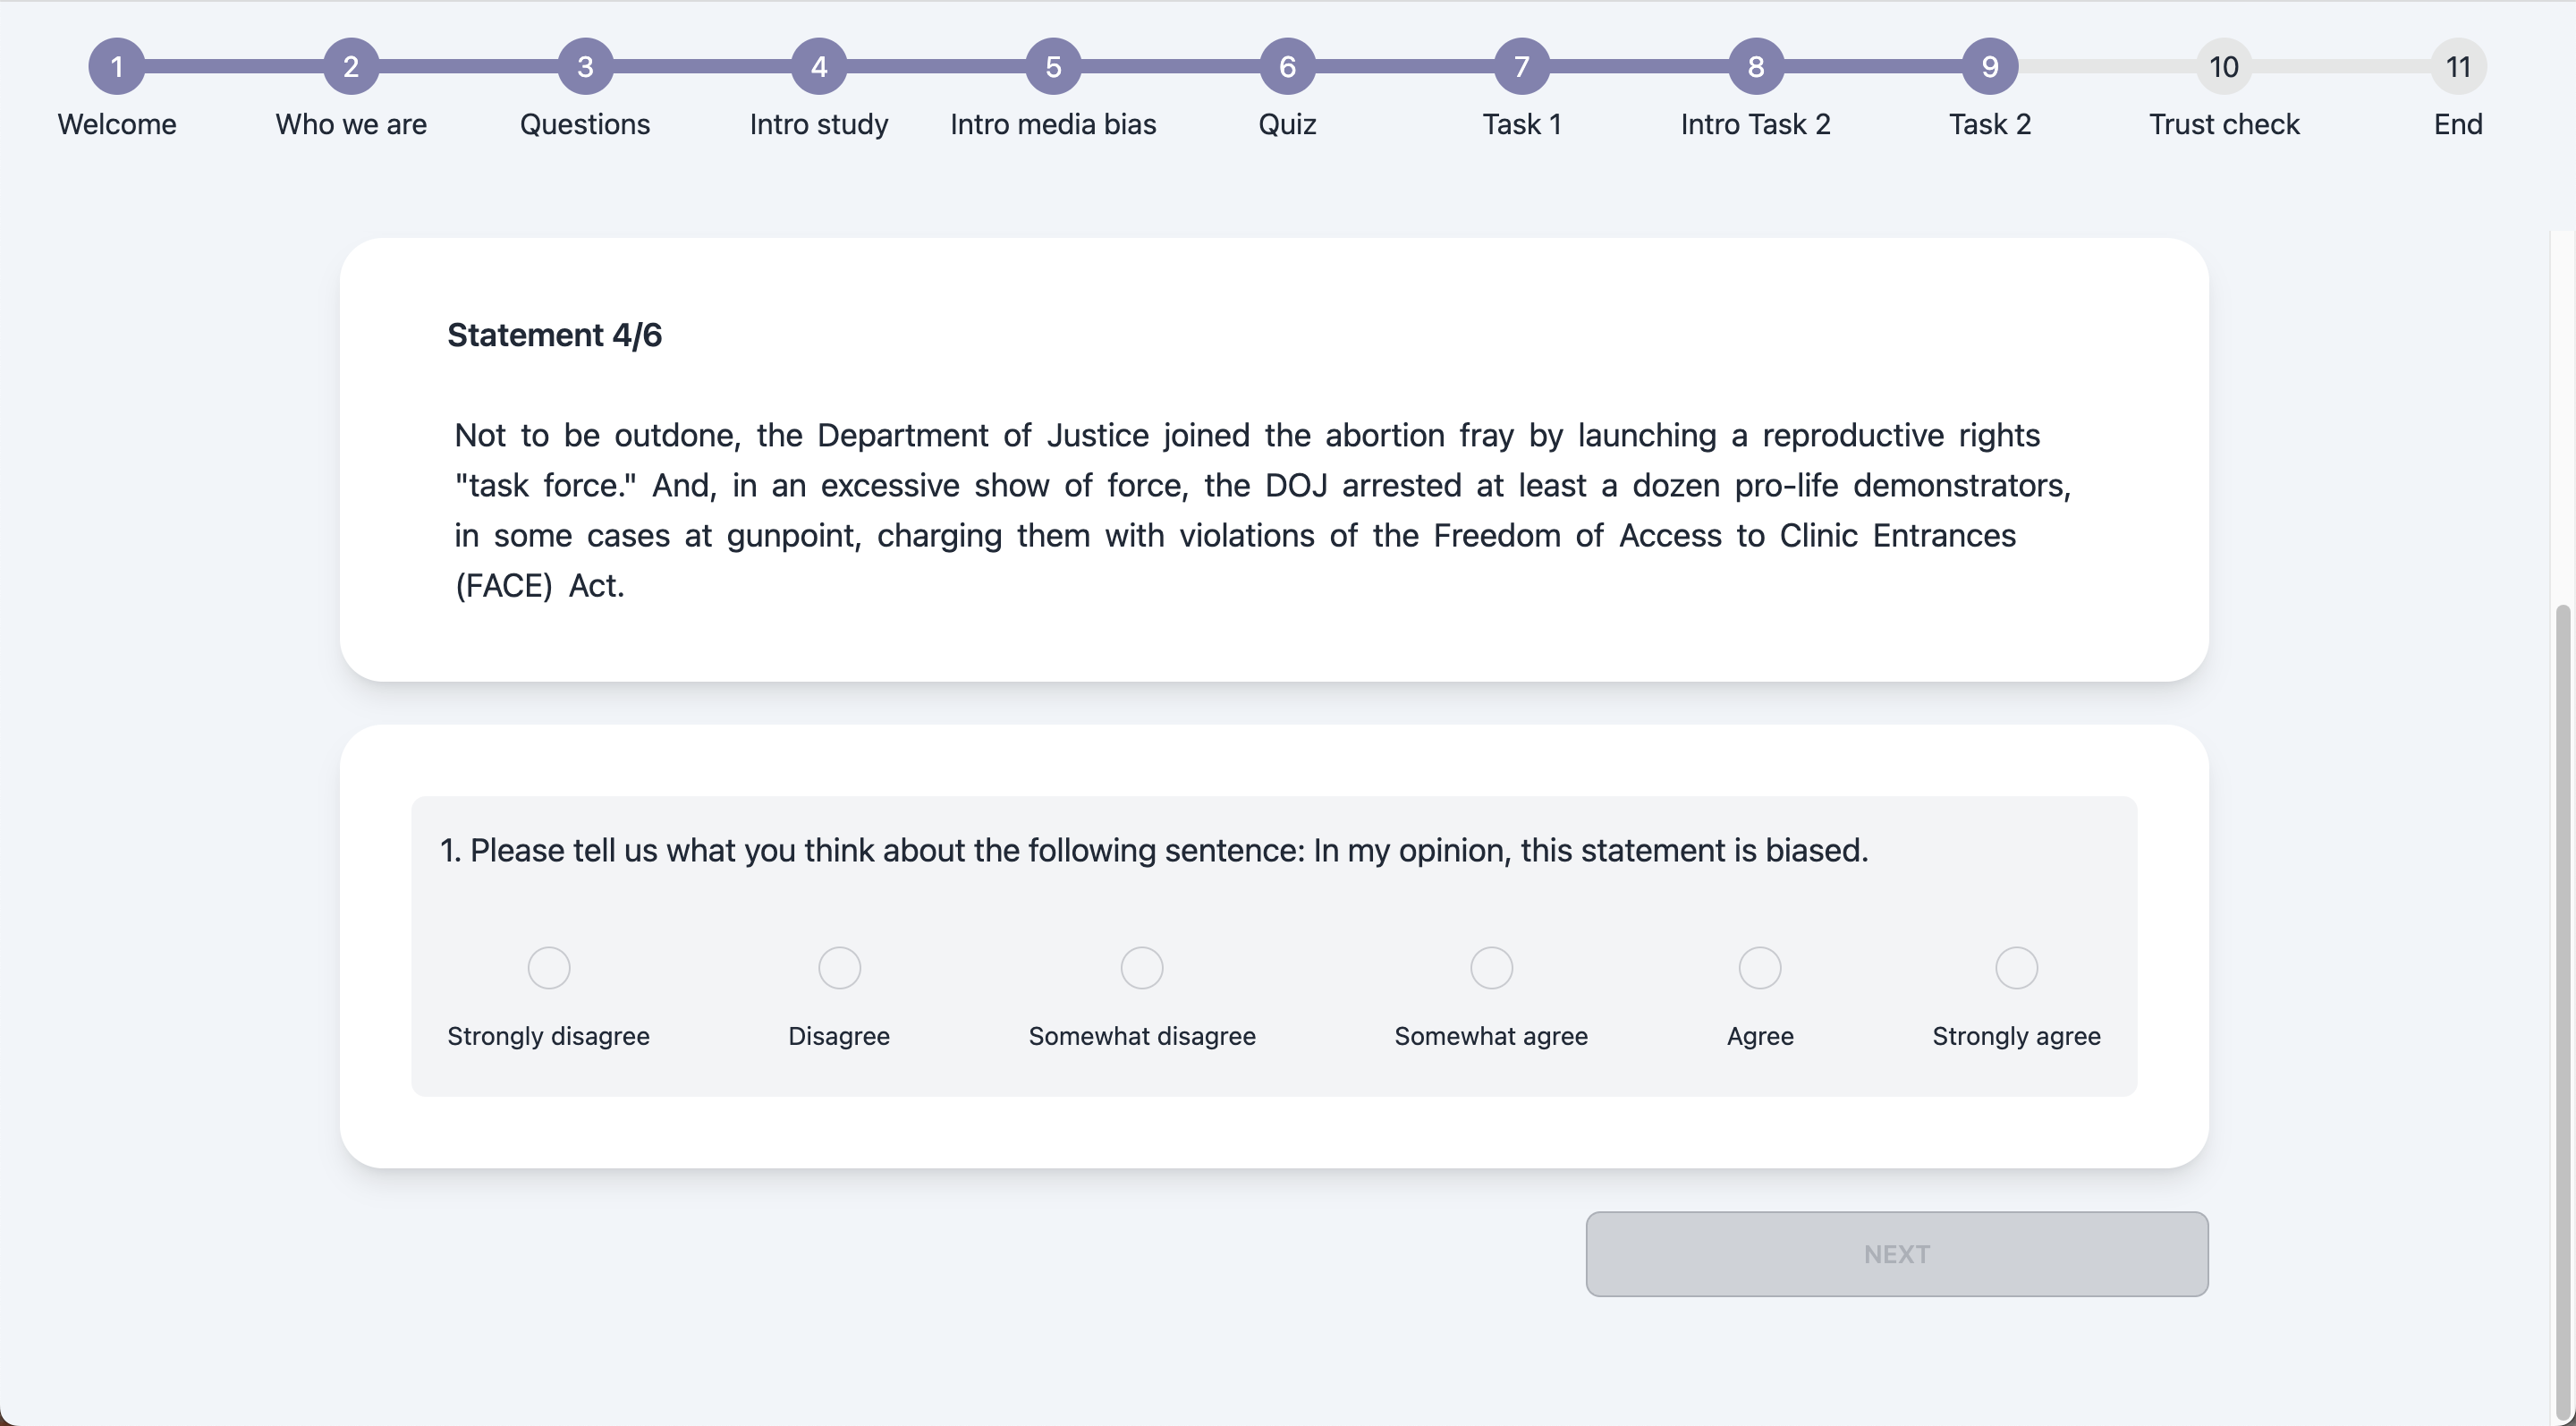 1 2 3 4 5 6 7 8 9 10 11
Welcome Who we are Questions Intro study Intro media bias Quiz Task 1 Intro Task 2 Task 2 Trust check End
Statement 4/6
Not to be outdone, the Department of Justice joined the abortion fray by launching a reproductive rights
"task force." And, in an excessive show of force, the DOJ arrested at least a dozen pro-life demonstrators,
in some cases at gunpoint, charging them with violations of the Freedom of Access to Clinic Entrances
(FACE) Act.
1. Please tell us what you think about the following sentence: In my opinion, this statement is biased.
Strongly disagree Disagree Somewhat disagree Somewhat agree Agree Strongly agree
NEXT